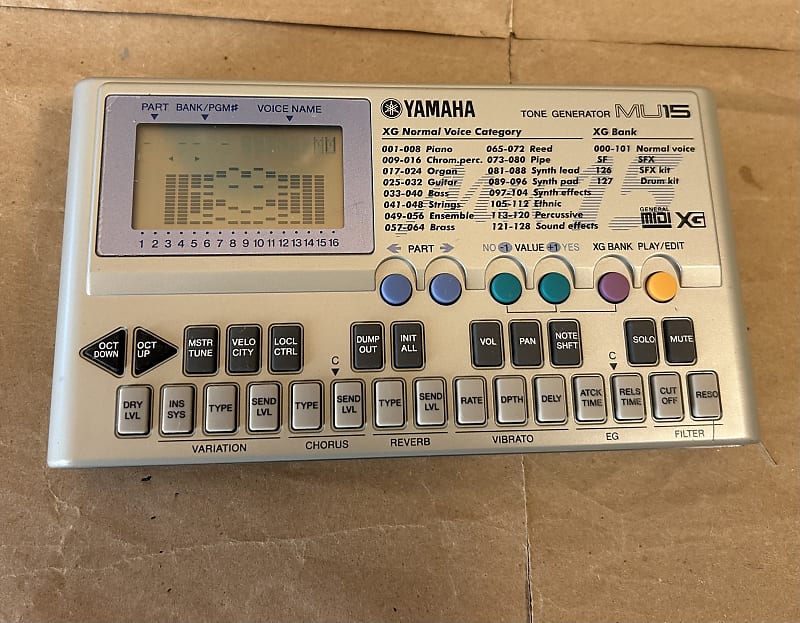 PART BANK/PGM# VOICE NAME
1 2 3 4 5 6 7 8 9 10 11 12 13 14 15 16
YAMAHA
TONE GENERATOR MU15
XG Normal Voice Category XG Bank
001-008 Piano 065-072 Reed 000-101 Normal voice
009-016 Chrom.perc. 073-080 Pipe SF SFX
017-024 Organ 081-088 Synth lead 126 SFX kit
025-032 Guitar 089-096 Synth pad 127 Drum kit
033-040 Bass 097-104 Synth effects
041-048 Strings 105-112 Ethnic
049-056 Ensemble 113-120 Percussive
057-064 Brass 121-128 Sound effects
GENERAL MIDI XG
PART NO -1 VALUE +1 YES XG BANK PLAY/EDIT
OCT DOWN
OCT UP
MSTR TUNE
VELO CITY
LOCL CTRL
DUMP OUT
INIT ALL
VOL
PAN
NOTE SHFT
SOLO
MUTE
C
C
DRY LVL
INS SYS
TYPE
SEND LVL
TYPE
SEND LVL
TYPE
SEND LVL
RATE
DPTH
DELY
ATCK TIME
RELS TIME
CUT OFF
RESO
VARIATION CHORUS REVERB VIBRATO EG FILTER